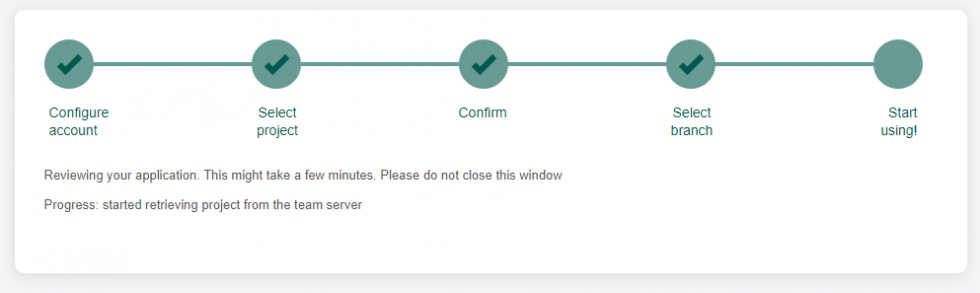 Configure
account
Select
project
Confirm
Select
branch
Start
using!
Reviewing your application. This might take a few minutes. Please do not close this window
Progress: started retrieving project from the team server